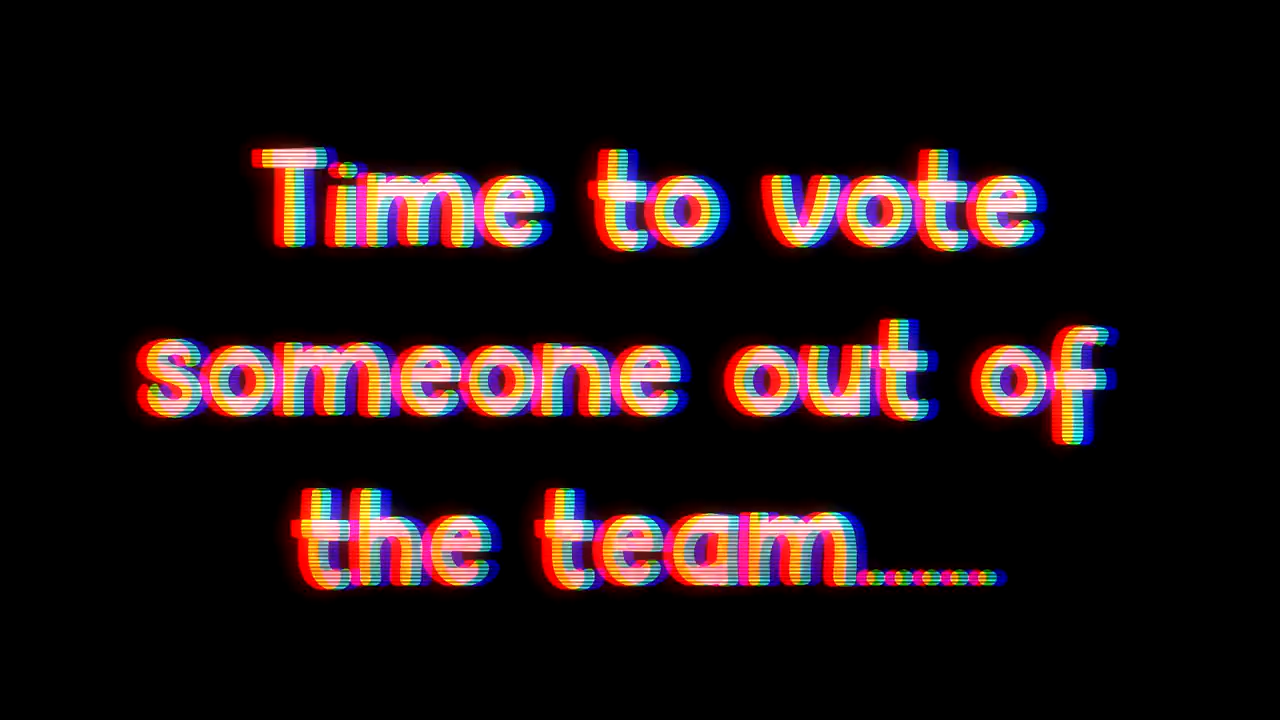 Time to vote
someone out of
the team......